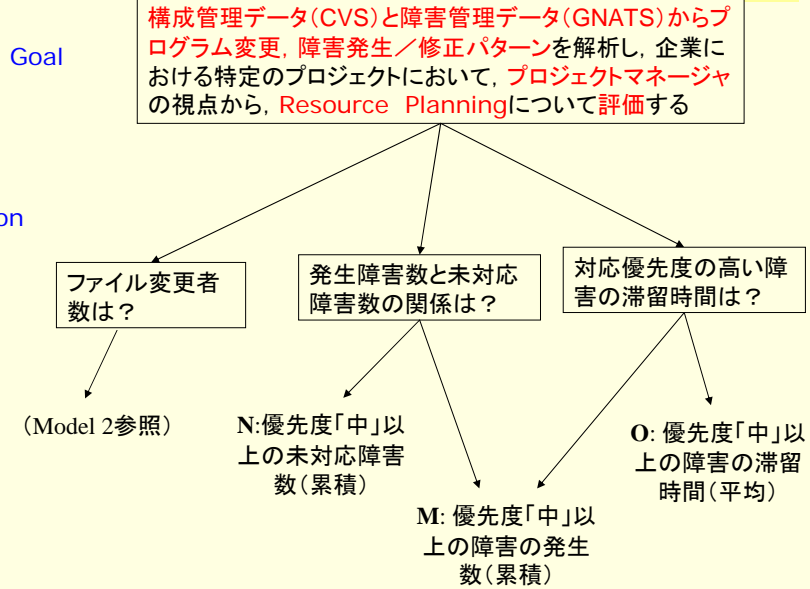 Goal
構成管理データ(CVS)と障害管理データ(GNATS)からプ
ログラム変更, 障害発生／修正パターンを解析し, 企業に
おける特定のプロジェクトにおいて, プロジェクトマネージャ
の視点から, Resource Planningについて評価する
on
ファイル変更者
数は？
発生障害数と未対応
障害数の関係は？
対応優先度の高い障
害の滞留時間は？
(Model 2参照)
N:優先度「中」以
上の未対応障害
数(累積)
M: 優先度「中」以
上の障害の発生
数(累積)
O: 優先度「中」以
上の障害の滞留
時間(平均)